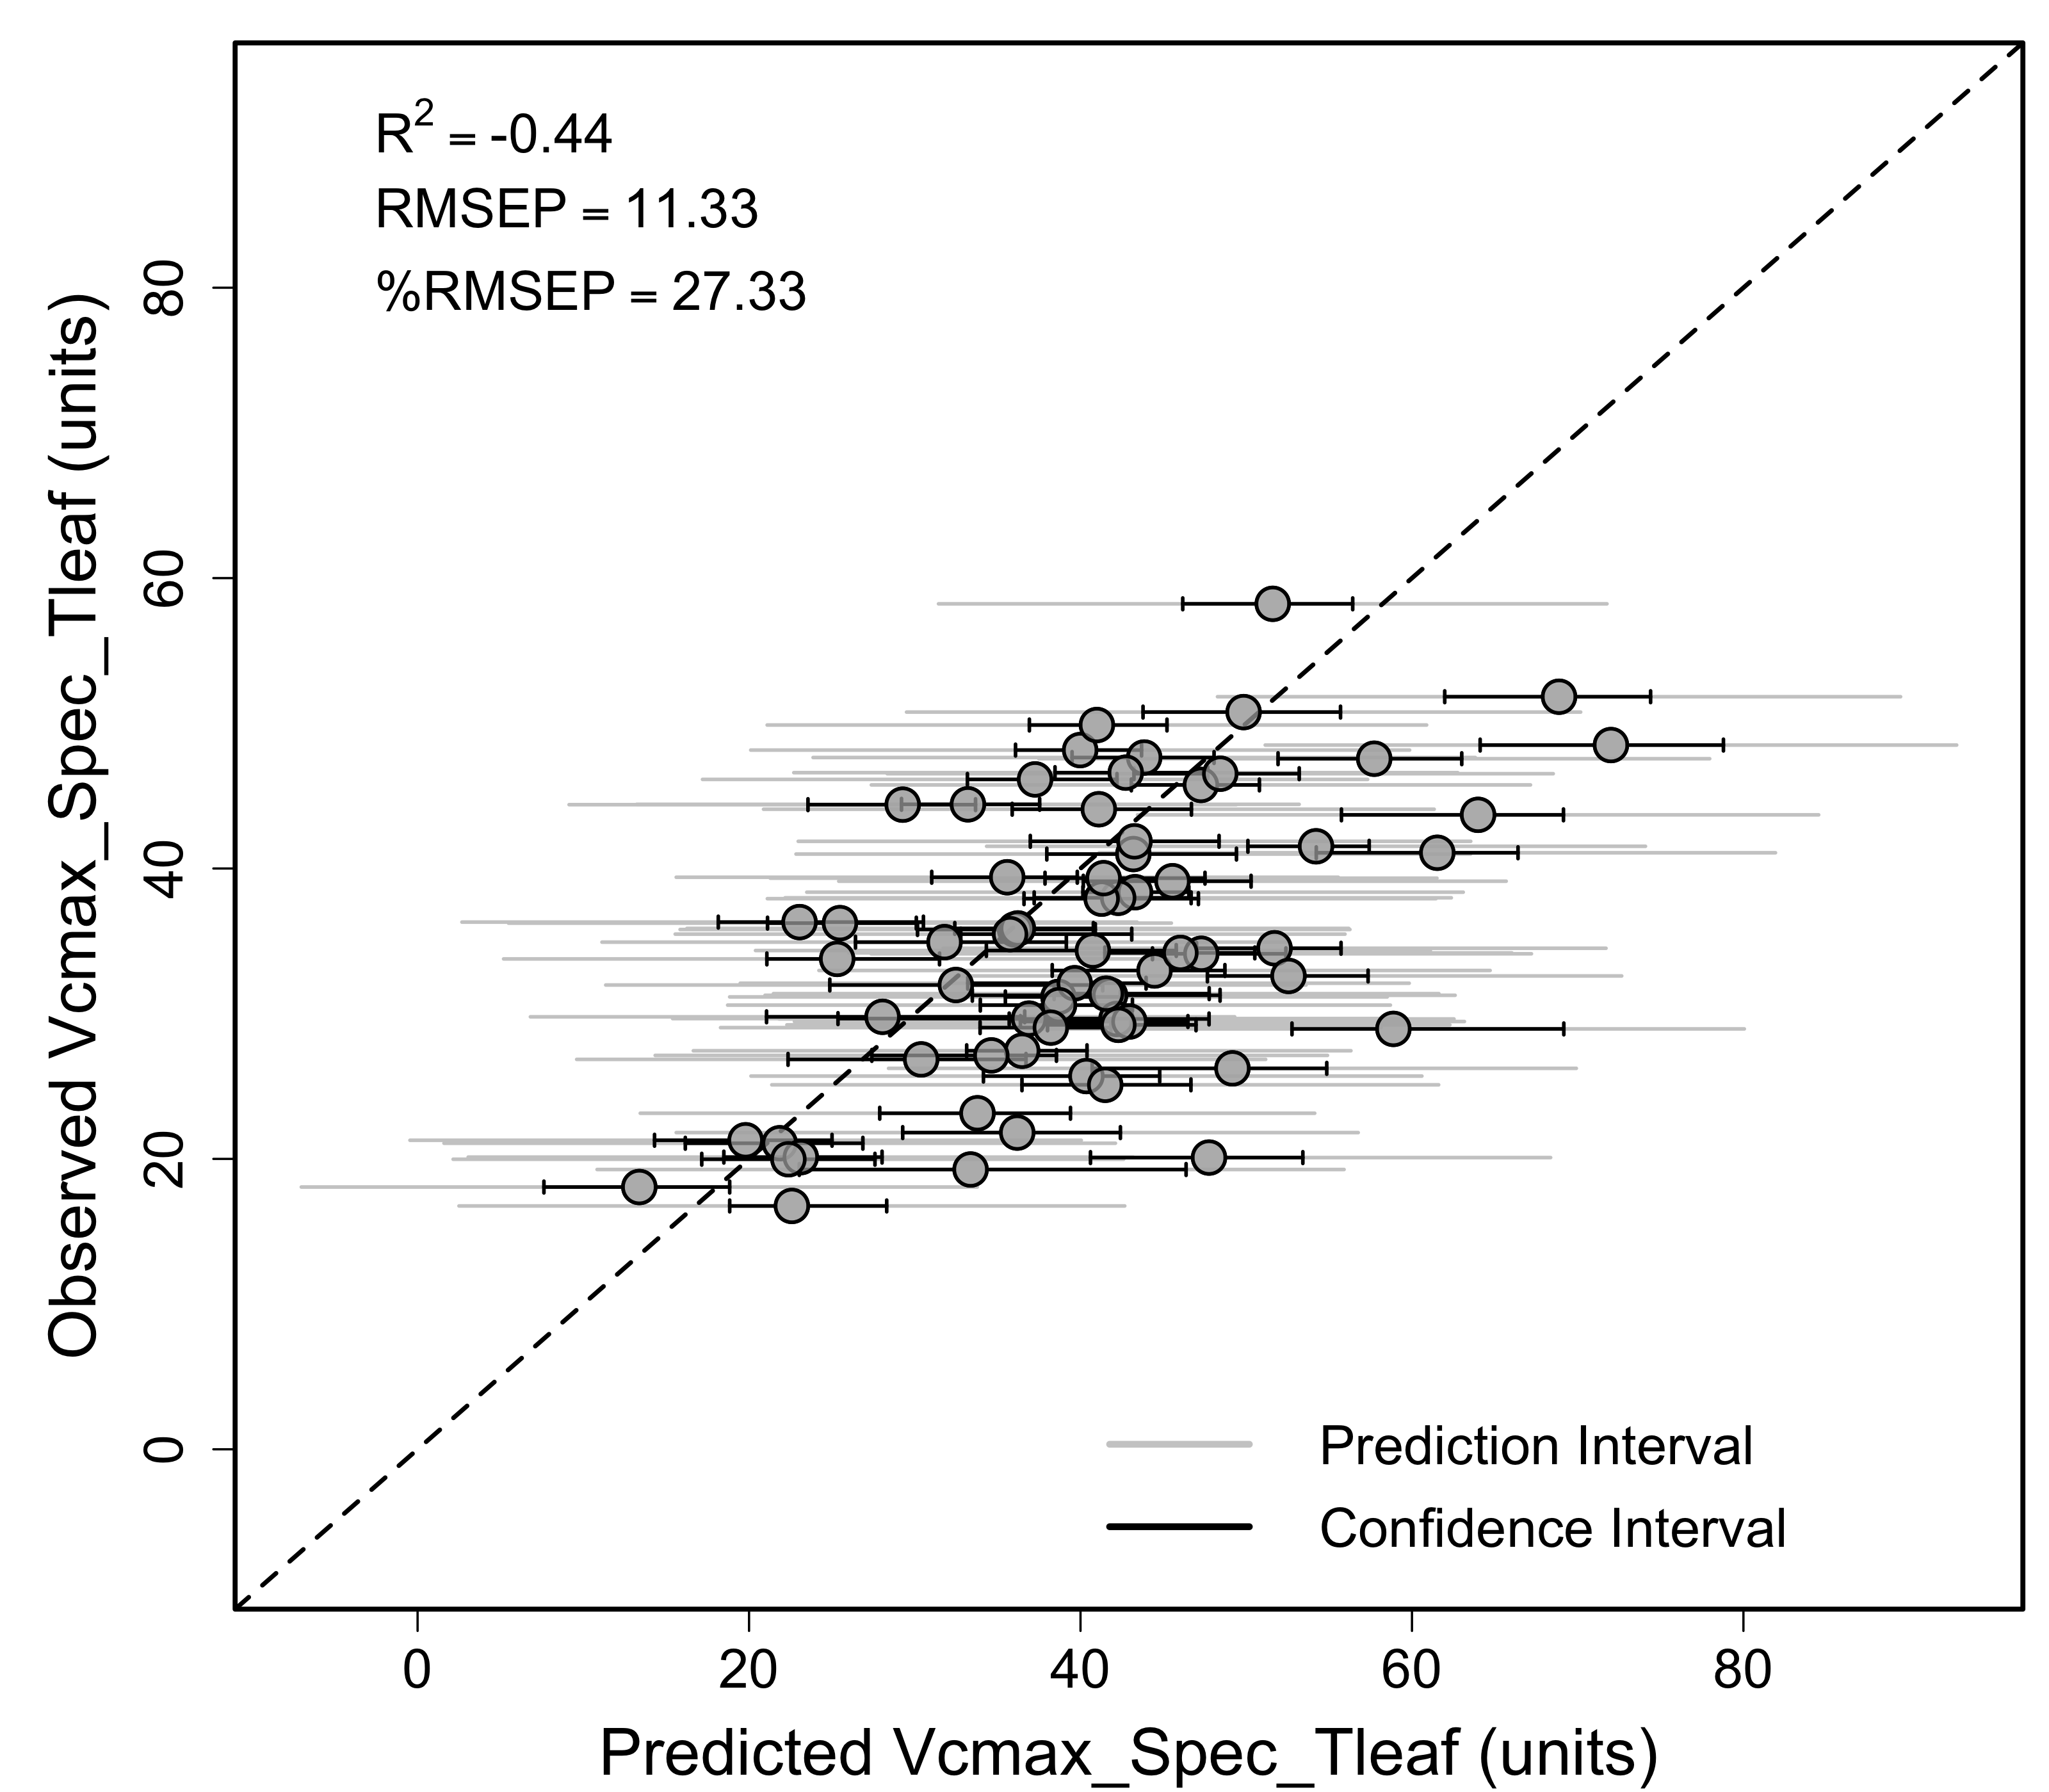 R2 = -0.44
RMSEP = 11.33
%RMSEP = 27.33
80
60
40
20
0
Observed Vcmax_Spec_Tleaf (units)
Prediction Interval
Confidence Interval
0 20 40 60 80
Predicted Vcmax_Spec_Tleaf (units)